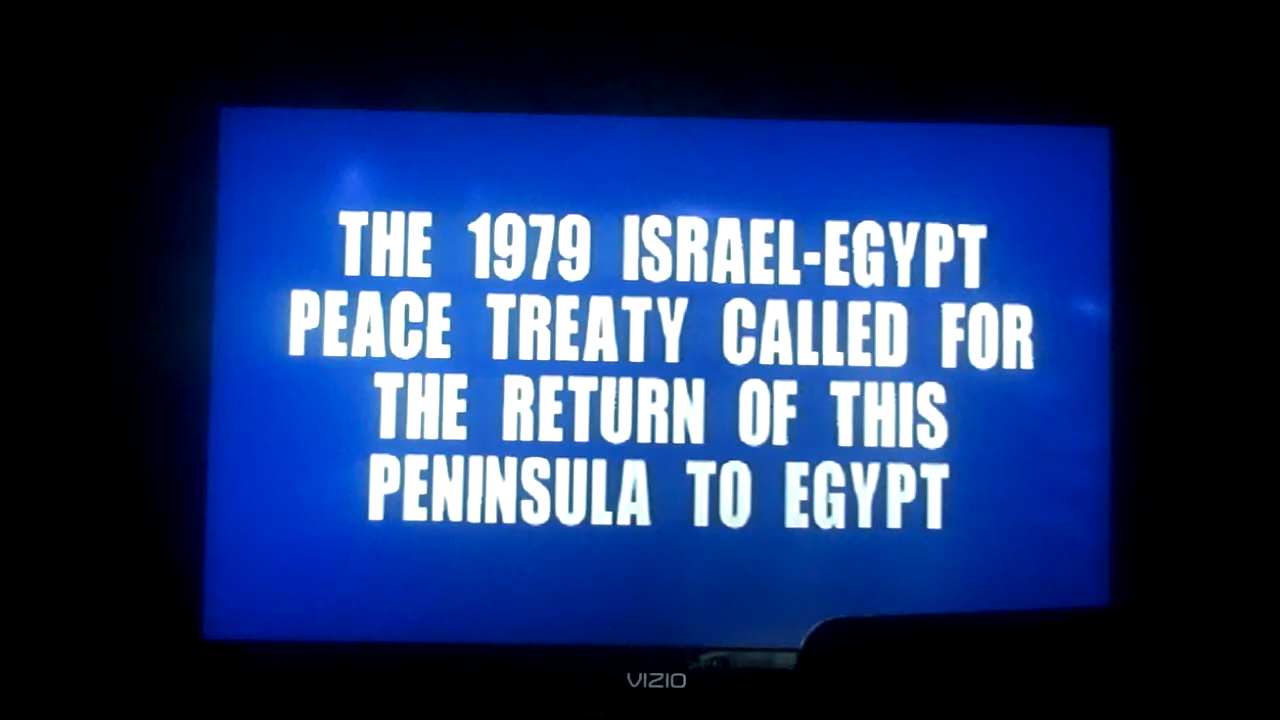 THE 1979 ISRAEL-EGYPT
PEACE TREATY CALLED FOR
THE RETURN OF THIS
PENINSULA TO EGYPT
VIZIO